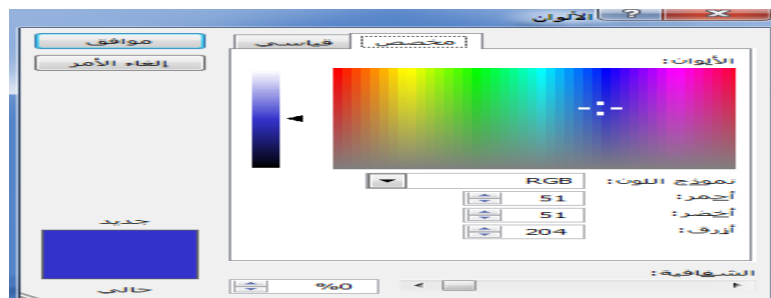 الألوان
مخصص
قياسي
موافق
إلغاء الأمر
الألوان:
نموذج اللون: RGB
أحمر: 51
أخضر: 51
أزرق: 204
جديد
حالي
الشفافية:
%0